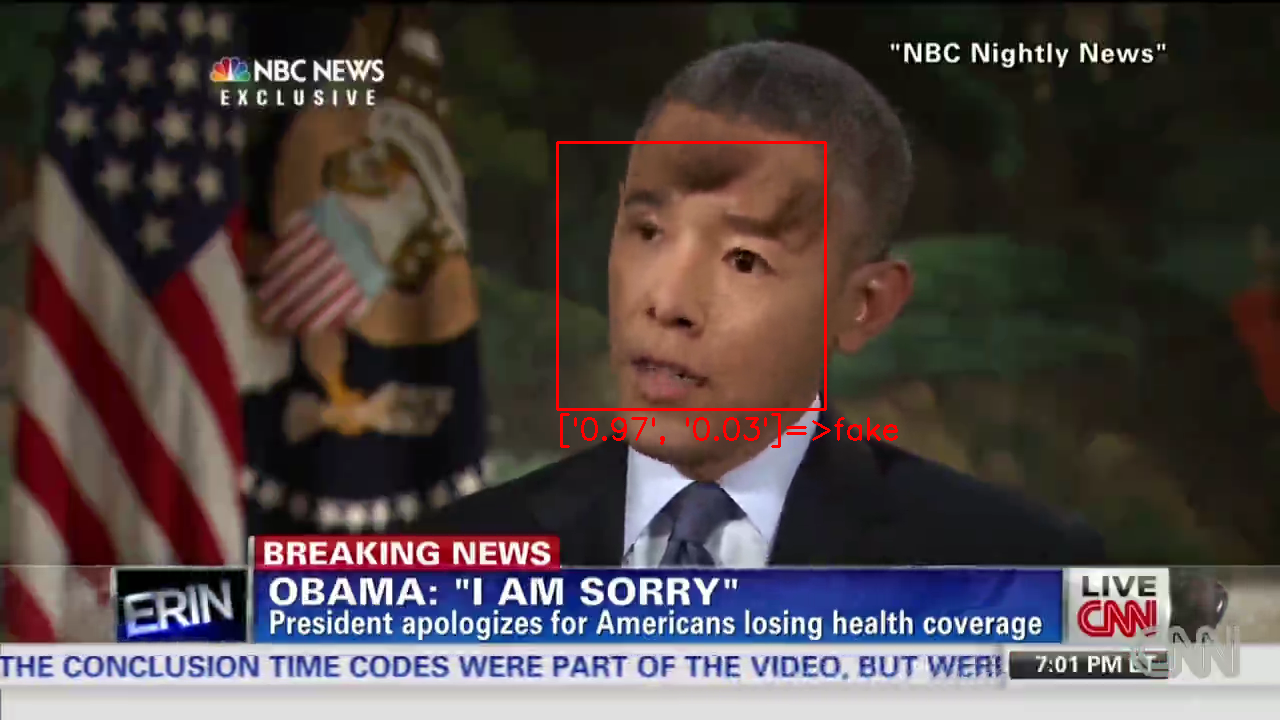 NBC NEWS
EXCLUSIVE
"NBC Nightly News"
['0.97', '0.03']=>fake
BREAKING NEWS
ERIN
OBAMA: "I AM SORRY"
President apologizes for Americans losing health coverage
LIVE
CNN
THE CONCLUSION TIME CODES WERE PART OF THE VIDEO, BUT WERE
7:01 PM ET
CNN